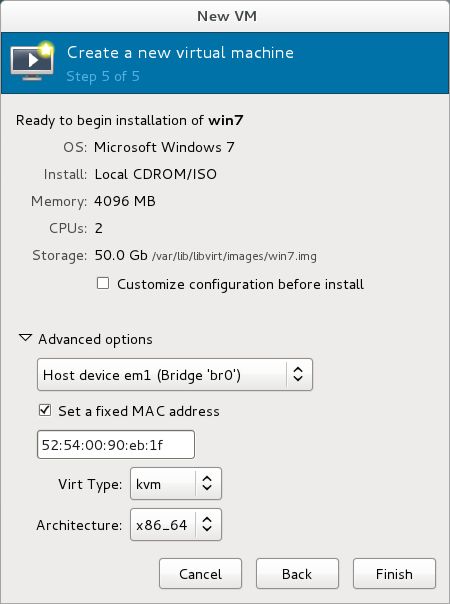 New VM
Create a new virtual machine
Step 5 of 5
Ready to begin installation of win7
OS: Microsoft Windows 7
Install: Local CDROM/ISO
Memory: 4096 MB
CPUs: 2
Storage: 50.0 Gb /var/lib/libvirt/images/win7.img
Customize configuration before install
Advanced options
Host device em1 (Bridge 'br0')
Set a fixed MAC address
52:54:00:90:eb:1f
Virt Type: kvm
Architecture: x86_64
Cancel Back Finish